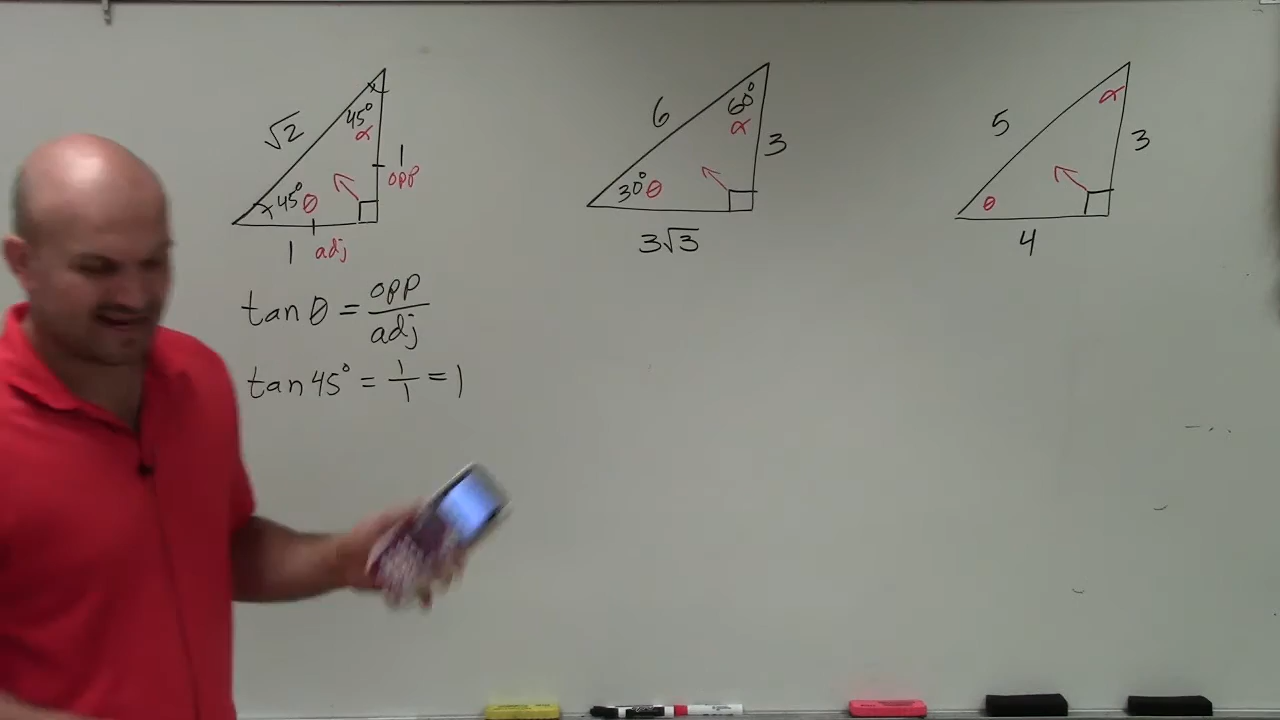 √2 45° α 1 opp
45° θ
1 adj
tan θ = opp/adj
tan 45° = 1/1 = 1
6 60° α 3
30° θ
3√3
5 α 3
θ
4